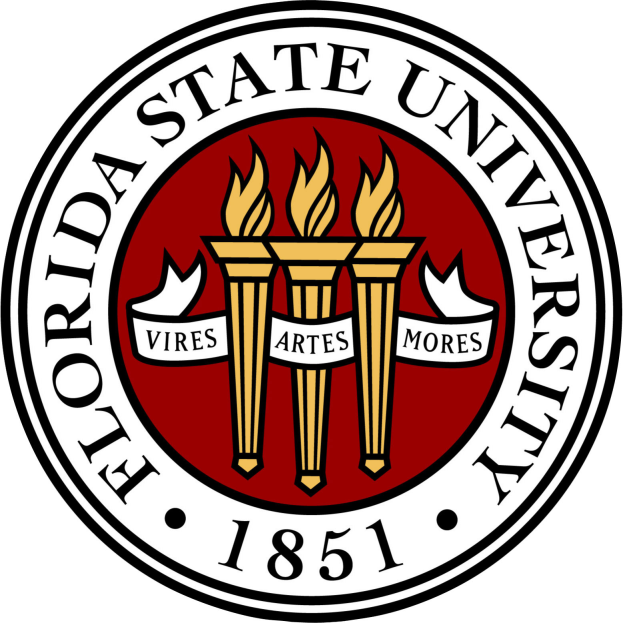 FLORIDA STATE UNIVERSITY
VIRES ARTES MORES
• 1851 •